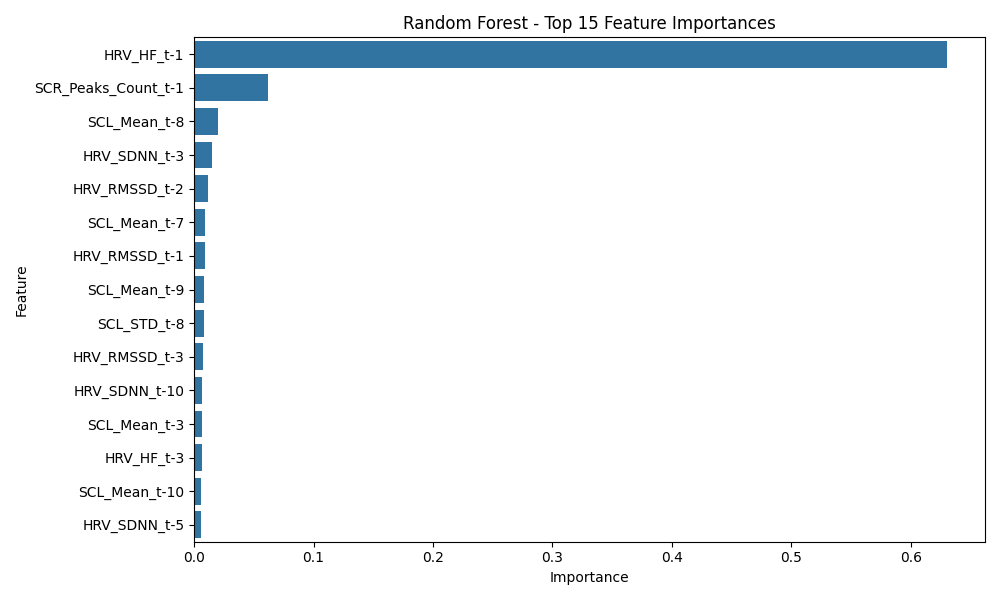 Random Forest - Top 15 Feature Importances
HRV_HF_t-1
SCR_Peaks_Count_t-1
SCL_Mean_t-8
HRV_SDNN_t-3
HRV_RMSSD_t-2
SCL_Mean_t-7
HRV_RMSSD_t-1
SCL_Mean_t-9
SCL_STD_t-8
HRV_RMSSD_t-3
HRV_SDNN_t-10
SCL_Mean_t-3
HRV_HF_t-3
SCL_Mean_t-10
HRV_SDNN_t-5
Feature
0.0 0.1 0.2 0.3 0.4 0.5 0.6
Importance